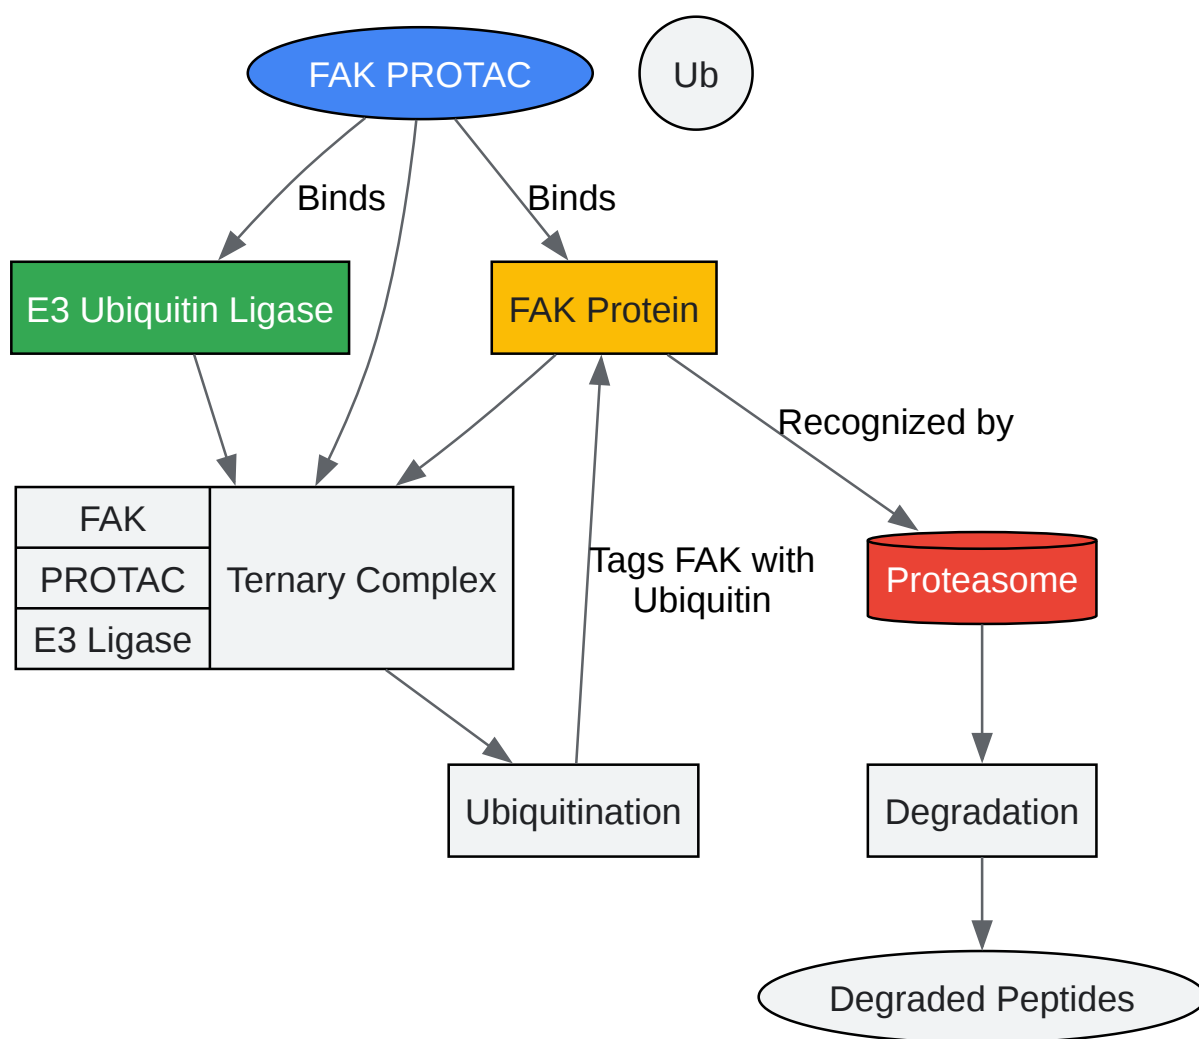 FAK PROTAC
Ub
Binds
Binds
E3 Ubiquitin Ligase
FAK Protein
Recognized by
FAK
PROTAC
E3 Ligase
Ternary Complex
Tags FAK with
Ubiquitin
Proteasome
Ubiquitination
Degradation
Degraded Peptides